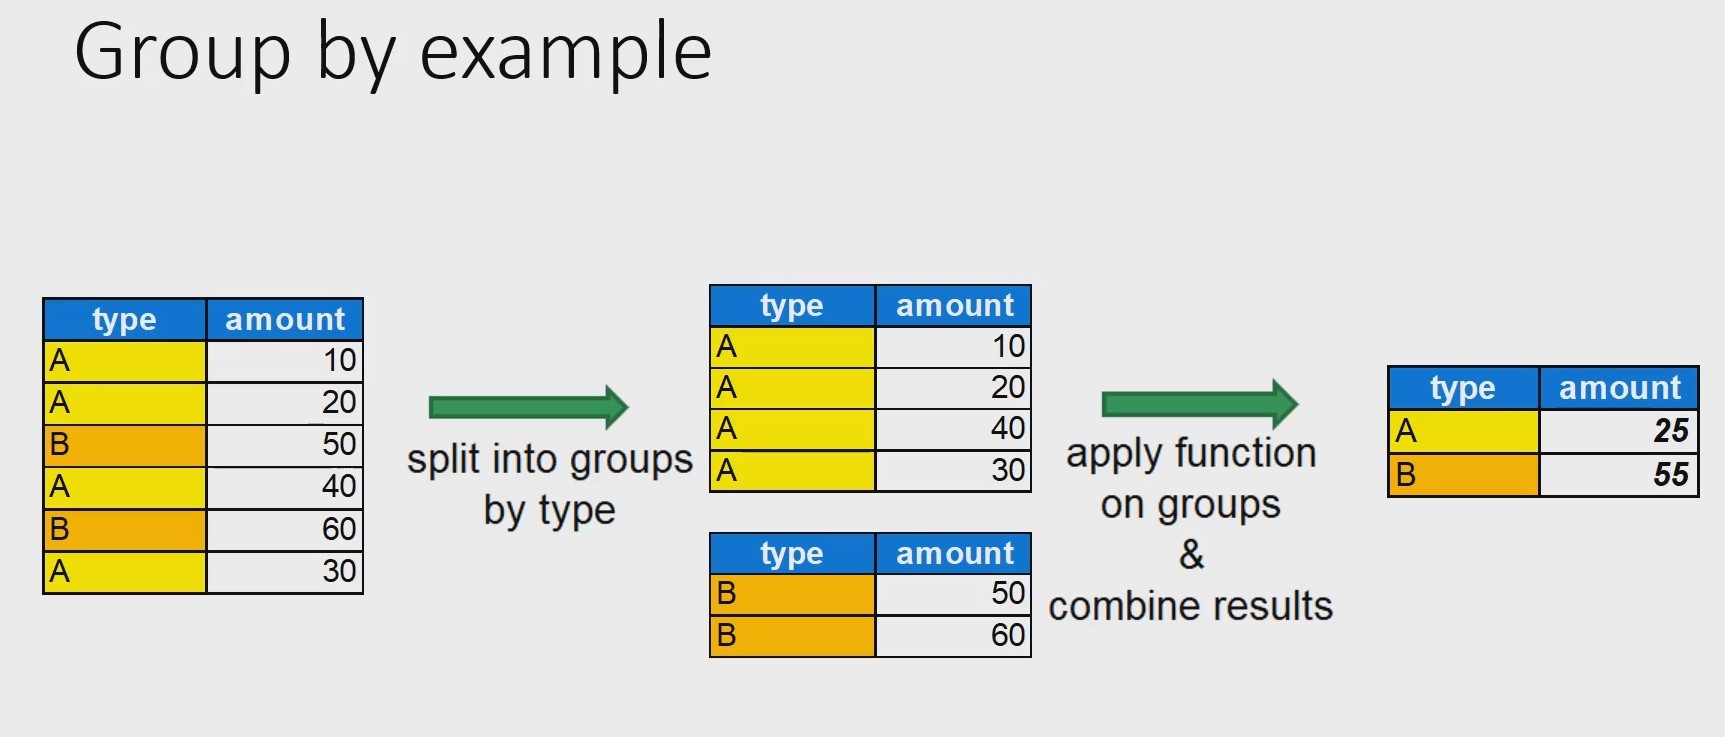 Group by example
type amount
A 10
A 20
B 50
A 40
B 60
A 30
split into groups
by type
type amount
A 10
A 20
A 40
A 30
type amount
B 50
B 60
apply function
on groups
&
combine results
type amount
A 25
B 55